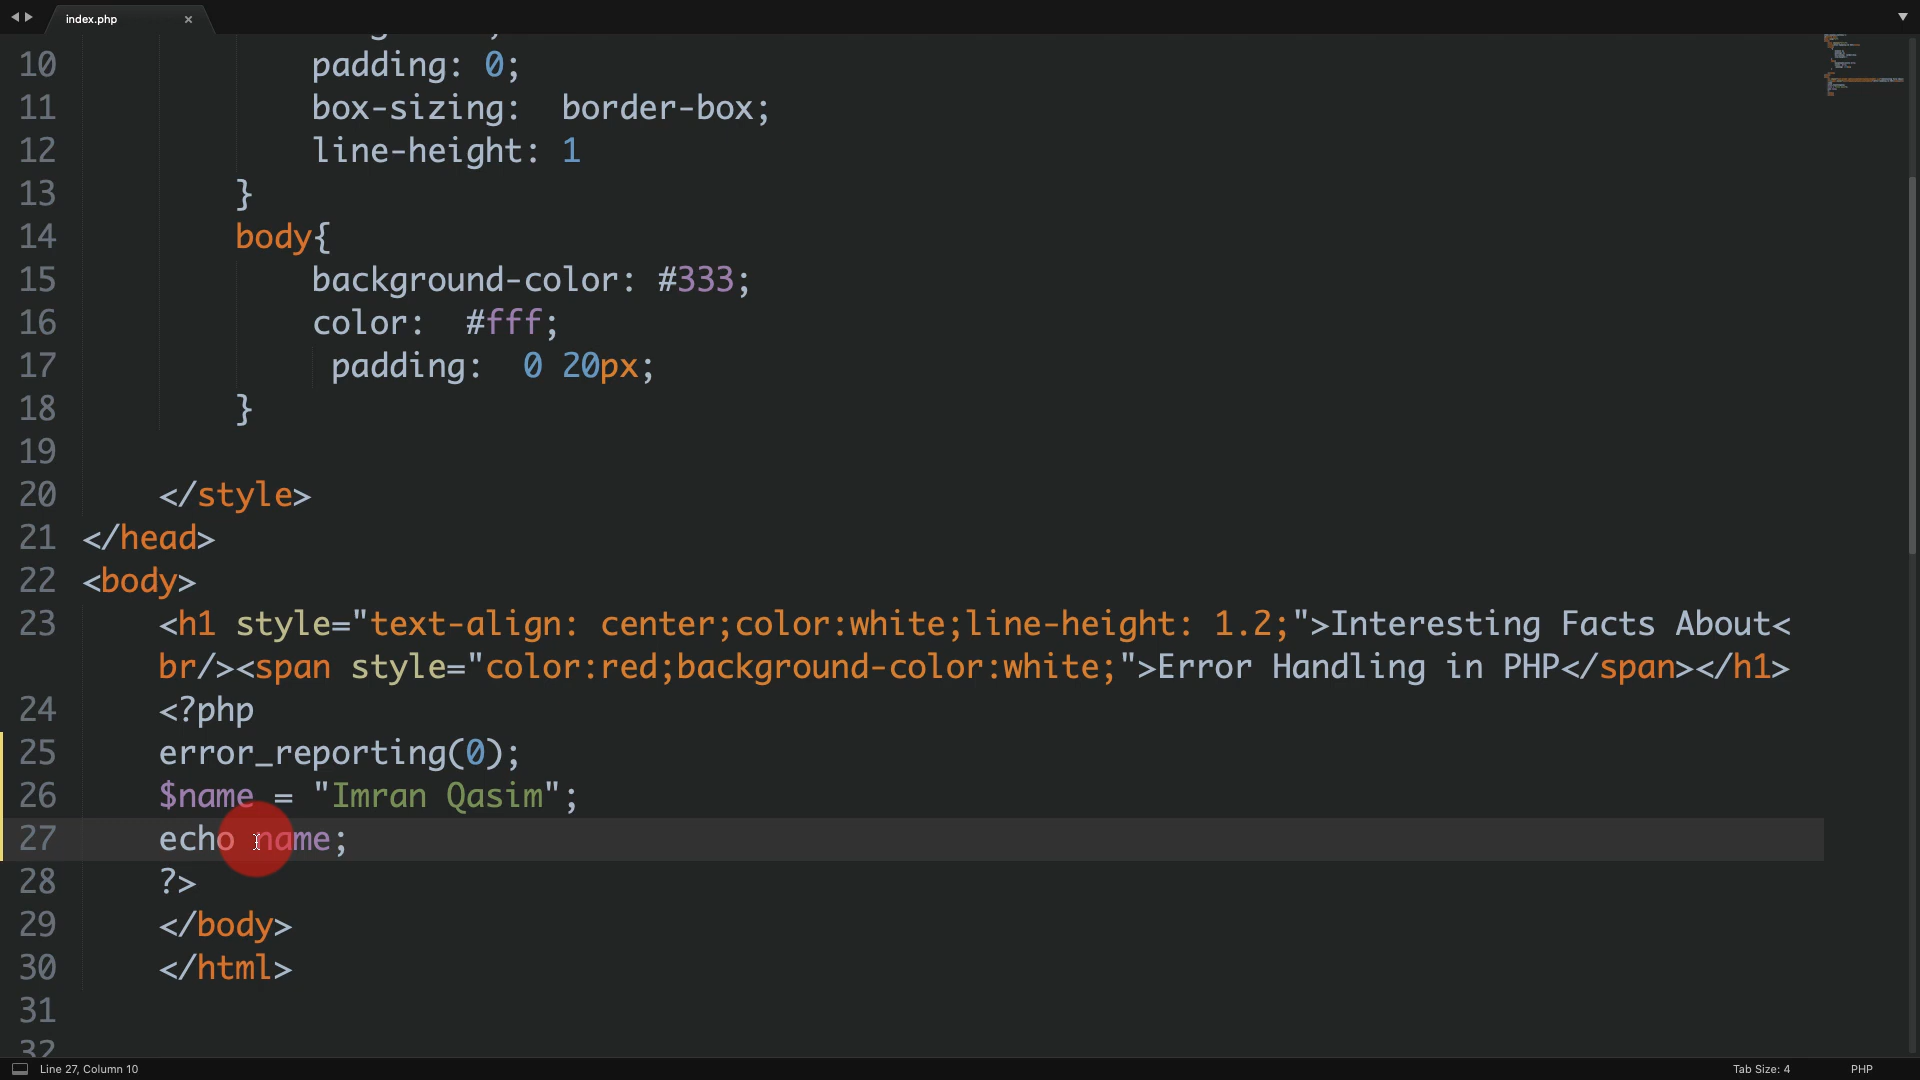 index.php
10 padding: 0;
11 box-sizing:  border-box;
12 line-height: 1
13 }
14 body{
15 background-color: #333;
16 color:  #fff;
17 padding:  0 20px;
18 }
19
20 </style>
21 </head>
22 <body>
23 <h1 style="text-align: center;color:white;line-height: 1.2;">Interesting Facts About<
br/><span style="color:red;background-color:white;">Error Handling in PHP</span></h1>
24 <?php
25 error_reporting(0);
26 $name = "Imran Qasim";
27 echo name;
28 ?>
29 </body>
30 </html>
31
32
Line 27, Column 10
Tab Size: 4
PHP